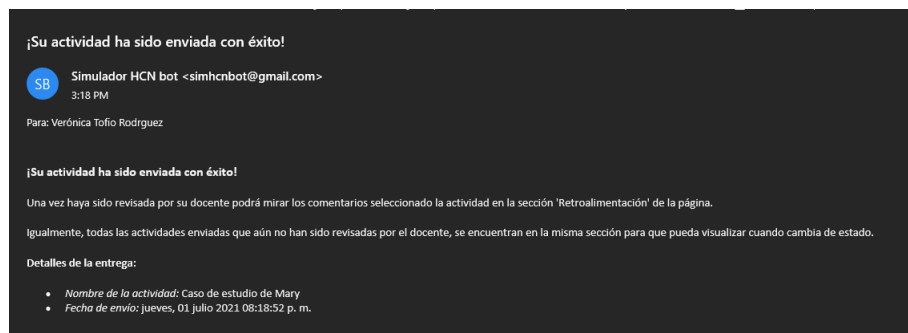 ¡Su actividad ha sido enviada con éxito!
SB
Simulador HCN bot <simhcnbot@gmail.com>
3:18 PM
Para: Verónica Tofio Rodrguez
¡Su actividad ha sido enviada con éxito!
Una vez haya sido revisada por su docente podrá mirar los comentarios seleccionado la actividad en la sección 'Retroalimentación' de la página.
Igualmente, todas las actividades enviadas que aún no han sido revisadas por el docente, se encuentran en la misma sección para que pueda visualizar cuando cambia de estado.
Detalles de la entrega:
• Nombre de la actividad: Caso de estudio de Mary
• Fecha de envío: jueves, 01 julio 2021 08:18:52 p. m.